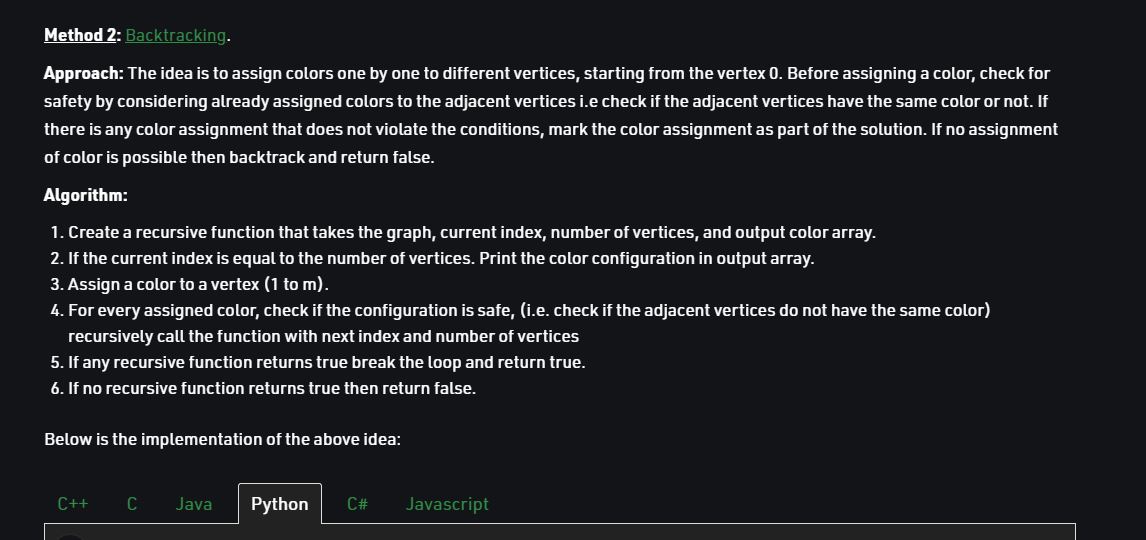 Method 2: Backtracking.
Approach: The idea is to assign colors one by one to different vertices, starting from the vertex 0. Before assigning a color, check for
safety by considering already assigned colors to the adjacent vertices i.e check if the adjacent vertices have the same color or not. If
there is any color assignment that does not violate the conditions, mark the color assignment as part of the solution. If no assignment
of color is possible then backtrack and return false.
Algorithm:
1. Create a recursive function that takes the graph, current index, number of vertices, and output color array.
2. If the current index is equal to the number of vertices. Print the color configuration in output array.
3. Assign a color to a vertex (1 to m).
4. For every assigned color, check if the configuration is safe, (i.e. check if the adjacent vertices do not have the same color)
recursively call the function with next index and number of vertices
5. If any recursive function returns true break the loop and return true.
6. If no recursive function returns true then return false.
Below is the implementation of the above idea:
C++ C Java Python C# Javascript